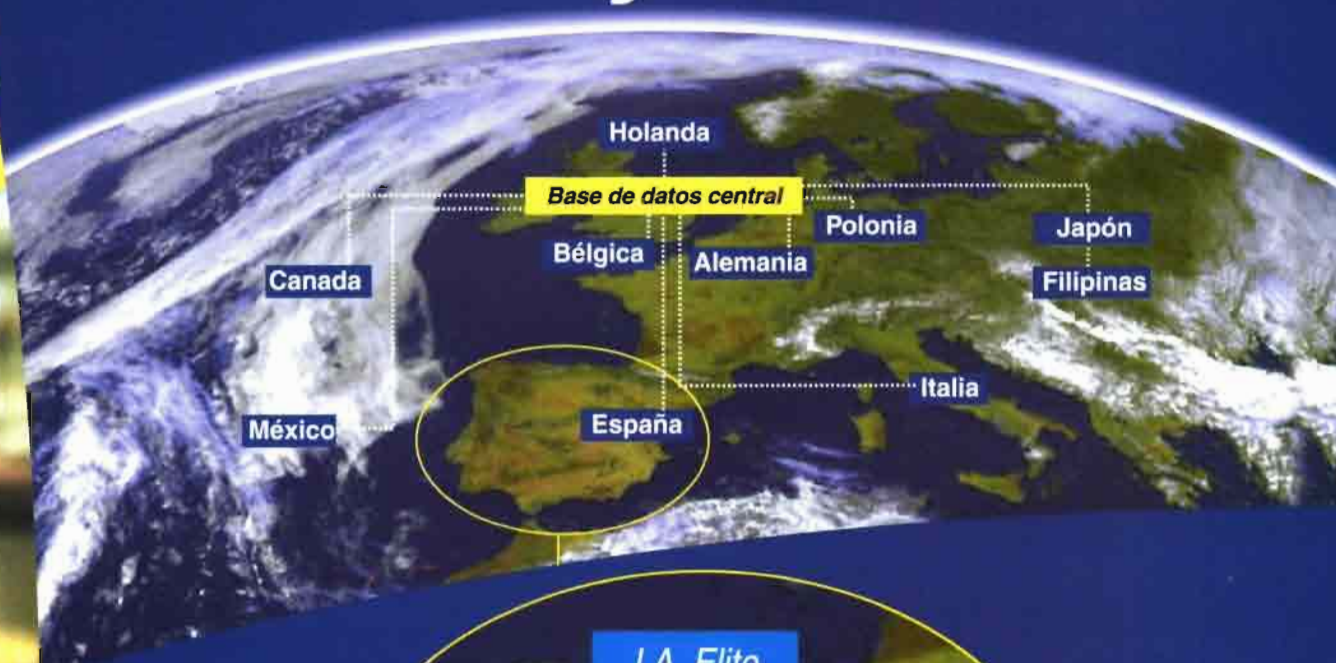 Holanda
Base de datos central
Polonia
Japón
Bélgica
Alemania
Canada
Filipinas
Italia
México
España